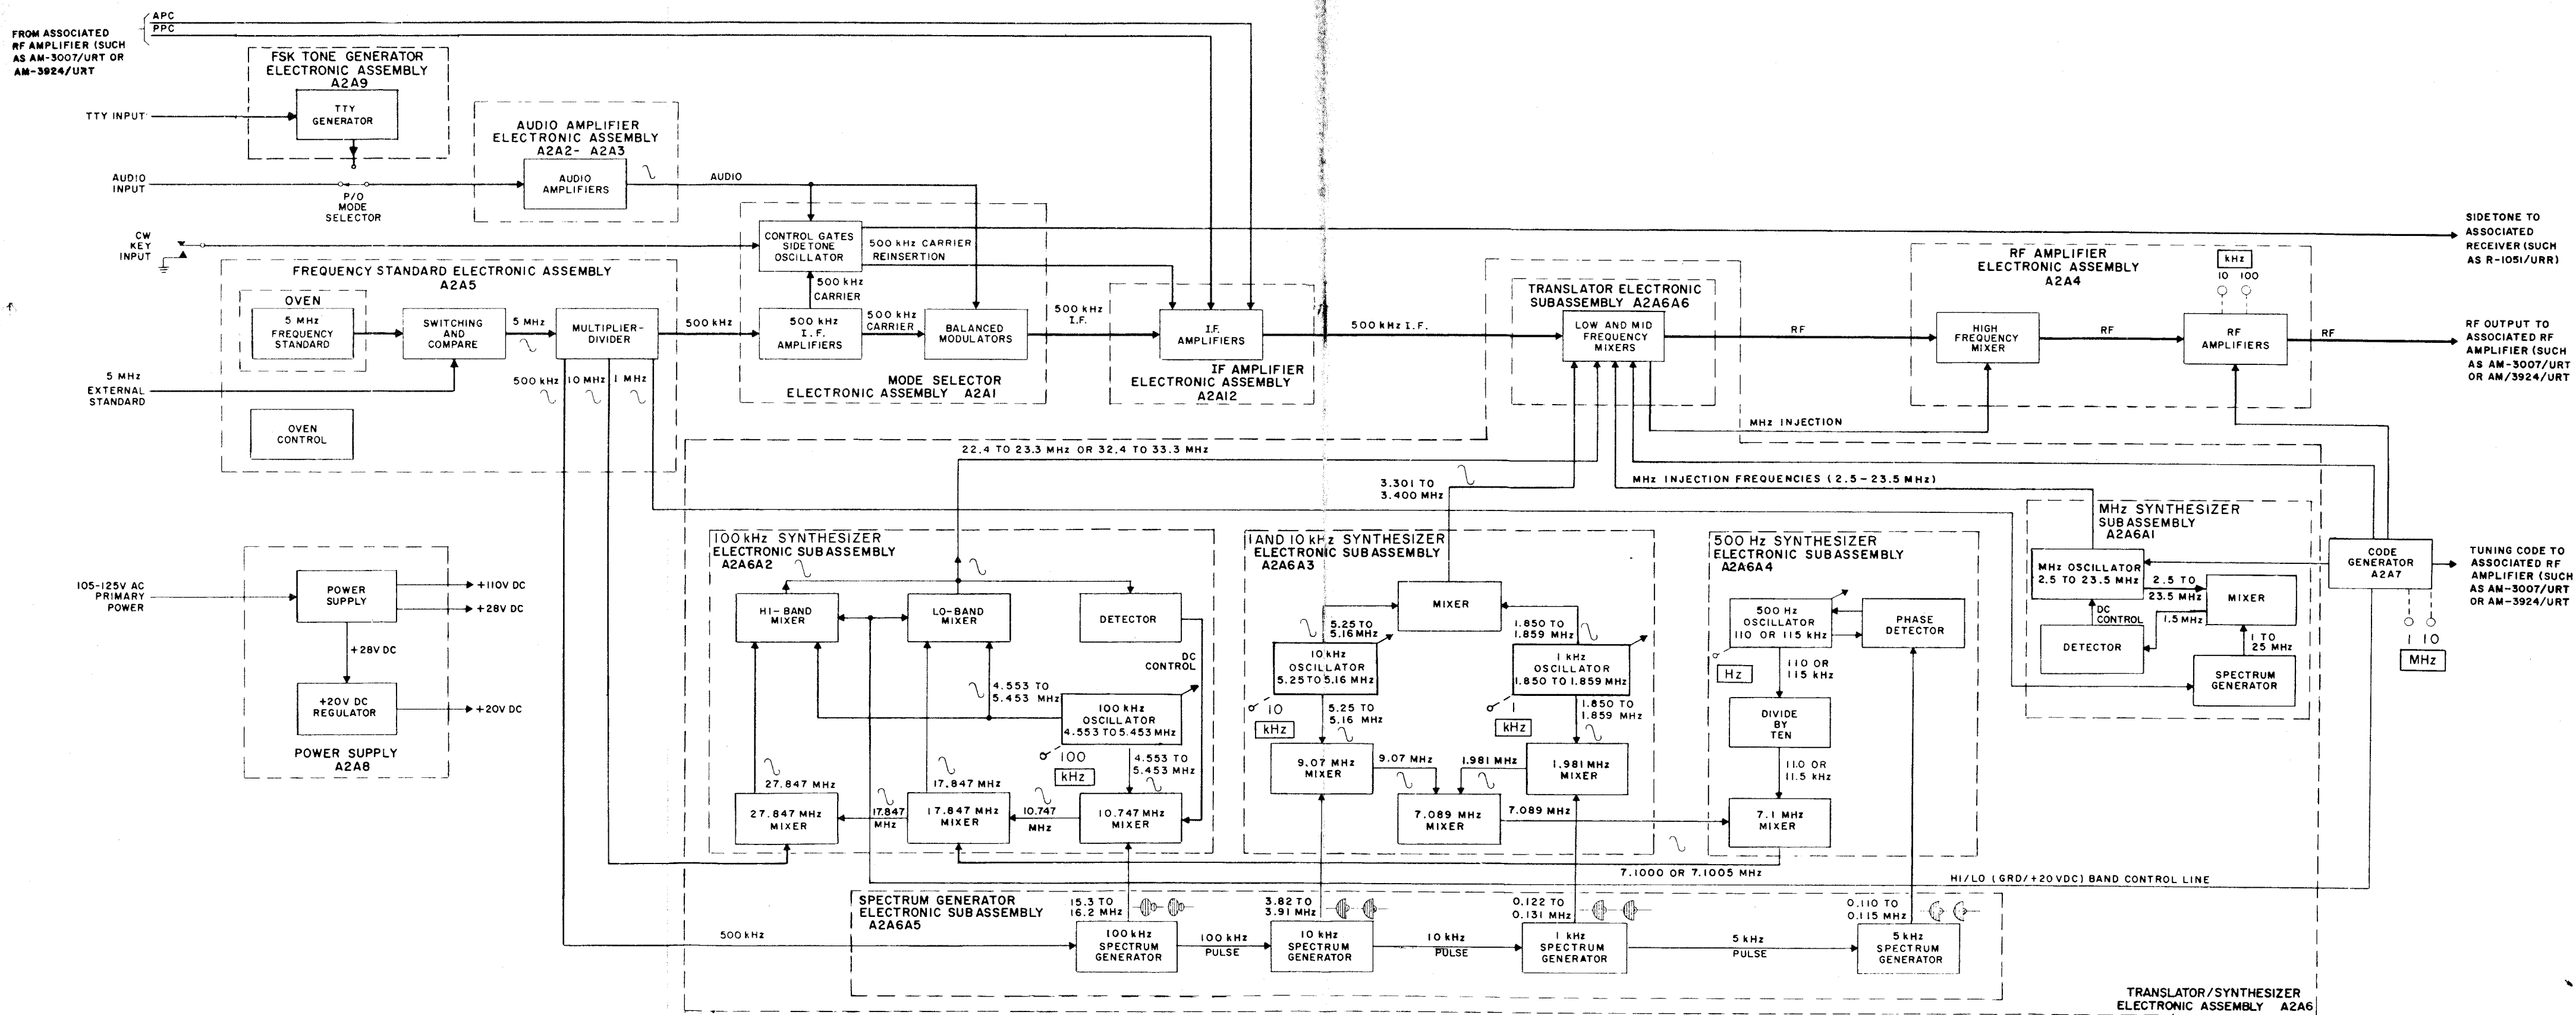 APC
PPC
FROM ASSOCIATED
RF AMPLIFIER (SUCH
AS AM-3007/URT OR
AM-3924/URT
FSK TONE GENERATOR
ELECTRONIC ASSEMBLY
A2A9
TTY
GENERATOR
TTY INPUT
AUDIO AMPLIFIER
ELECTRONIC ASSEMBLY
A2A2- A2A3
AUDIO
AMPLIFIERS
AUDIO
INPUT
P/O
MODE
SELECTOR
AUDIO
CW
KEY
INPUT
CONTROL GATES
SIDETONE
OSCILLATOR
500 kHz CARRIER
REINSERTION
500 kHz
CARRIER
SIDETONE TO
ASSOCIATED
RECEIVER (SUCH
AS R-1051/URR)
FREQUENCY STANDARD ELECTRONIC ASSEMBLY
A2A5
OVEN
5 MHz
FREQUENCY
STANDARD
SWITCHING
AND
COMPARE
5 MHz
MULTIPLIER-
DIVIDER
500 kHz
500 kHz
I. F.
AMPLIFIERS
500 kHz
CARRIER
BALANCED
MODULATORS
500 kHz
I.F.
I.F.
AMPLIFIERS
500 kHz I.F.
MODE SELECTOR
ELECTRONIC ASSEMBLY A2A1
IF AMPLIFIER
ELECTRONIC ASSEMBLY
A2A12
TRANSLATOR ELECTRONIC
SUBASSEMBLY A2A6A6
LOW AND MID
FREQUENCY
MIXERS
RF
RF AMPLIFIER
ELECTRONIC ASSEMBLY
A2A4
kHz
10 100
HIGH
FREQUENCY
MIXER
RF
RF
AMPLIFIERS
RF
RF OUTPUT TO
ASSOCIATED RF
AMPLIFIER (SUCH
AS AM-3007/URT
OR AM/3924/URT
5 MHz
EXTERNAL
STANDARD
500 kHz
10 MHz
1 MHz
OVEN
CONTROL
MHz INJECTION
22.4 TO 23.3 MHz OR 32.4 TO 33.3 MHz
3.301 TO
3.400 MHz
MHz INJECTION FREQUENCIES (2.5-23.5 MHz)
105-125V AC
PRIMARY
POWER
POWER
SUPPLY
+110V DC
+28V DC
+28V DC
+20V DC
REGULATOR
+20V DC
POWER SUPPLY
A2A8
100 kHz SYNTHESIZER
ELECTRONIC SUBASSEMBLY
A2A6A2
HI-BAND
MIXER
LO-BAND
MIXER
DETECTOR
DC
CONTROL
4.553 TO
5.453 MHz
100 kHz
OSCILLATOR
4.553 TO 5.453 MHz
100
kHz
4.553 TO
5.453 MHz
27.847 MHz
17.847 MHz
27.847 MHz
MIXER
17.847
MHz
17.847 MHz
MIXER
10.747
MHz
10.747 MHz
MIXER
1 AND 10 kHz SYNTHESIZER
ELECTRONIC SUBASSEMBLY
A2A6A3
MIXER
5.25 TO
5.16 MHz
1.850 TO
1.859 MHz
10 kHz
OSCILLATOR
5.25 TO 5.16 MHz
1 kHz
OSCILLATOR
1.850 TO 1.859 MHz
10
kHz
5.25 TO
5.16 MHz
1
kHz
1.850 TO
1.859 MHz
9.07 MHz
MIXER
9.07 MHz
1.981 MHz
1.981 MHz
MIXER
7.089 MHz
MIXER
7.089 MHz
500 Hz SYNTHESIZER
ELECTRONIC SUBASSEMBLY
A2A6A4
500 Hz
OSCILLATOR
110 OR 115 kHz
PHASE
DETECTOR
Hz
110 OR
115 kHz
DIVIDE
BY
TEN
11.0 OR
11.5 kHz
7.1 MHz
MIXER
7.1000 OR 7.1005 MHz
MHz SYNTHESIZER
SUBASSEMBLY
A2A6A1
MHz OSCILLATOR
2.5 TO 23.5 MHz
2.5 TO
23.5 MHz
MIXER
DC
CONTROL
1.5 MHz
DETECTOR
1 TO
25 MHz
SPECTRUM
GENERATOR
CODE
GENERATOR
A2A7
1 10
MHz
TUNING CODE TO
ASSOCIATED RF
AMPLIFIER (SUCH
AS AM-3007/URT
OR AM-3924/URT
HI/LO (GRD/+20VDC) BAND CONTROL LINE
SPECTRUM GENERATOR
ELECTRONIC SUBASSEMBLY
A2A6A5
15.3 TO
16.2 MHz
3.82 TO
3.91 MHz
0.122 TO
0.131 MHz
0.110 TO
0.115 MHz
500 kHz
100 kHz
SPECTRUM
GENERATOR
100 kHz
PULSE
10 kHz
SPECTRUM
GENERATOR
10 kHz
PULSE
1 kHz
SPECTRUM
GENERATOR
5 kHz
PULSE
5 kHz
SPECTRUM
GENERATOR
TRANSLATOR/SYNTHESIZER
ELECTRONIC ASSEMBLY A2A6